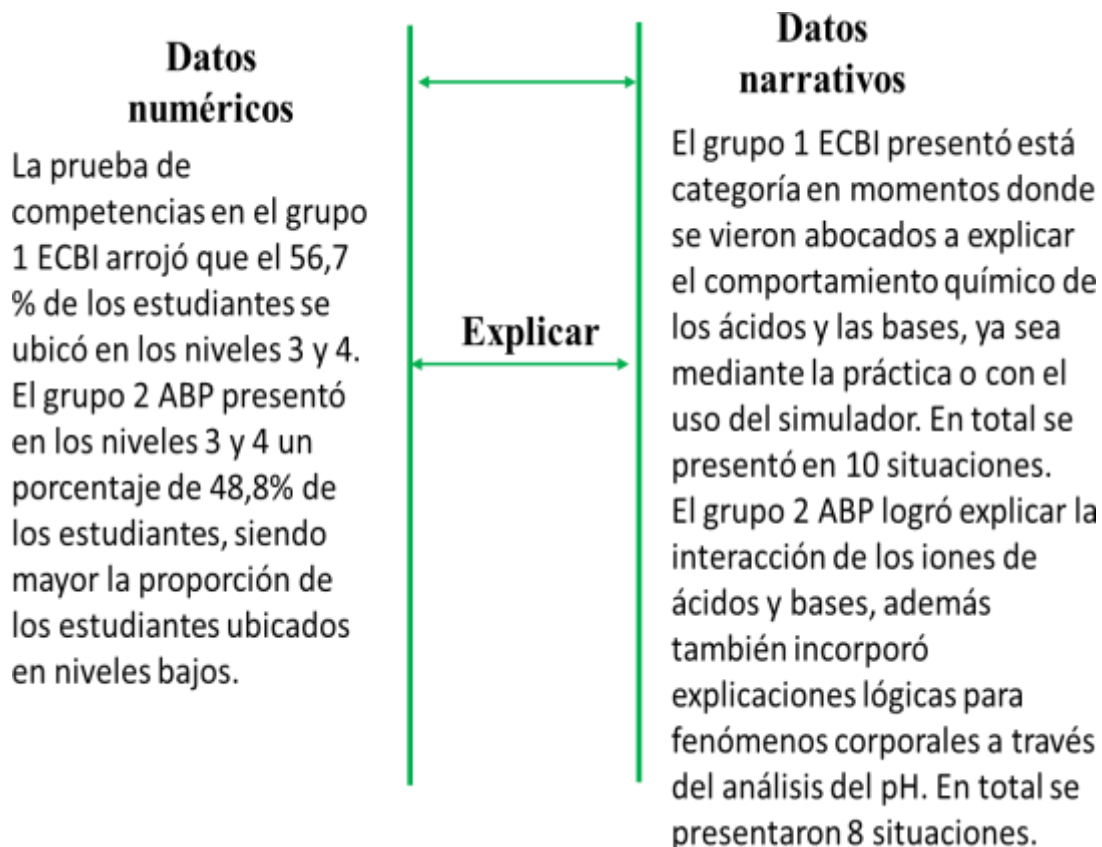 Datos
numéricos
La prueba de
competencias en el grupo
1 ECBI arrojó que el 56,7
% de los estudiantes se
ubicó en los niveles 3 y 4.
El grupo 2 ABP presentó
en los niveles 3 y 4 un
porcentaje de 48,8% de
los estudiantes, siendo
mayor la proporción de
los estudiantes ubicados
en niveles bajos.
Explicar
Datos
narrativos
El grupo 1 ECBI presentó está
categoría en momentos donde
se vieron abocados a explicar
el comportamiento químico de
los ácidos y las bases, ya sea
mediante la práctica o con el
uso del simulador. En total se
presentó en 10 situaciones.
El grupo 2 ABP logró explicar la
interacción de los iones de
ácidos y bases, además
también incorporó
explicaciones lógicas para
fenómenos corporales a través
del análisis del pH. En total se
presentaron 8 situaciones.